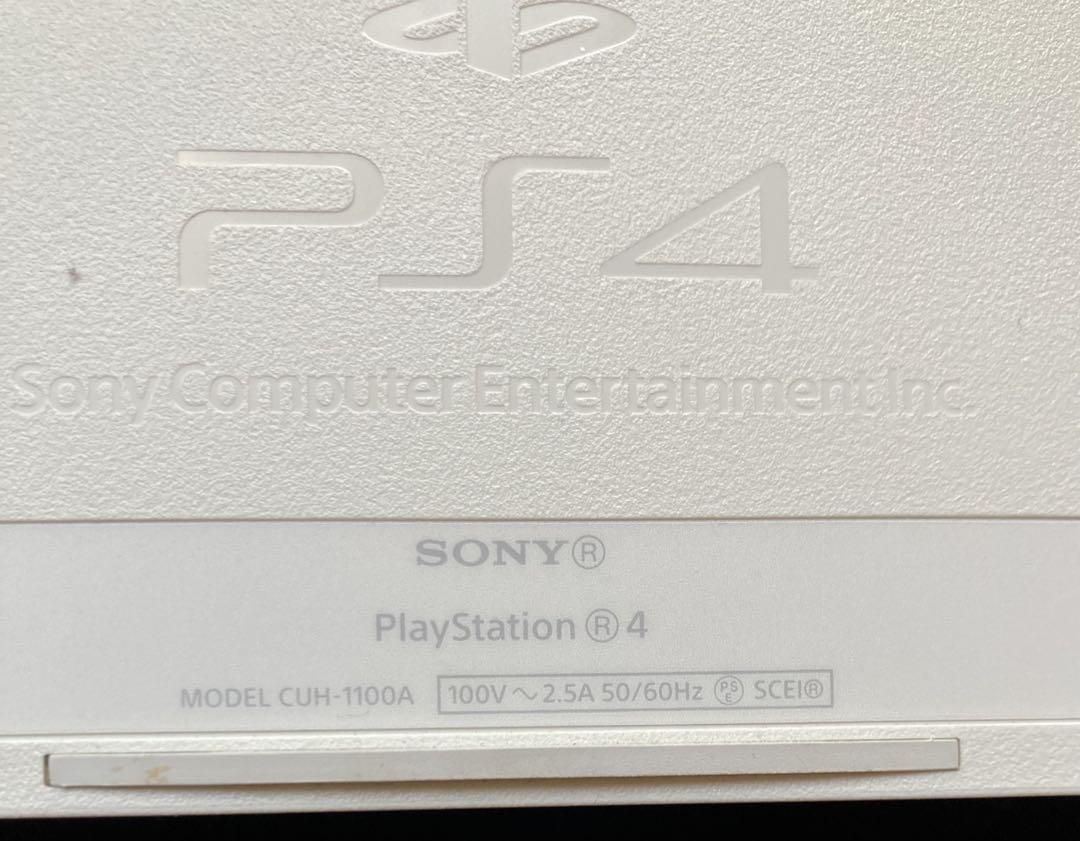 PS4
Sony Computer Entertainment Inc.
SONY®
PlayStation ® 4
MODEL CUH-1100A 100V ~ 2.5A 50/60Hz PSE SCEI®